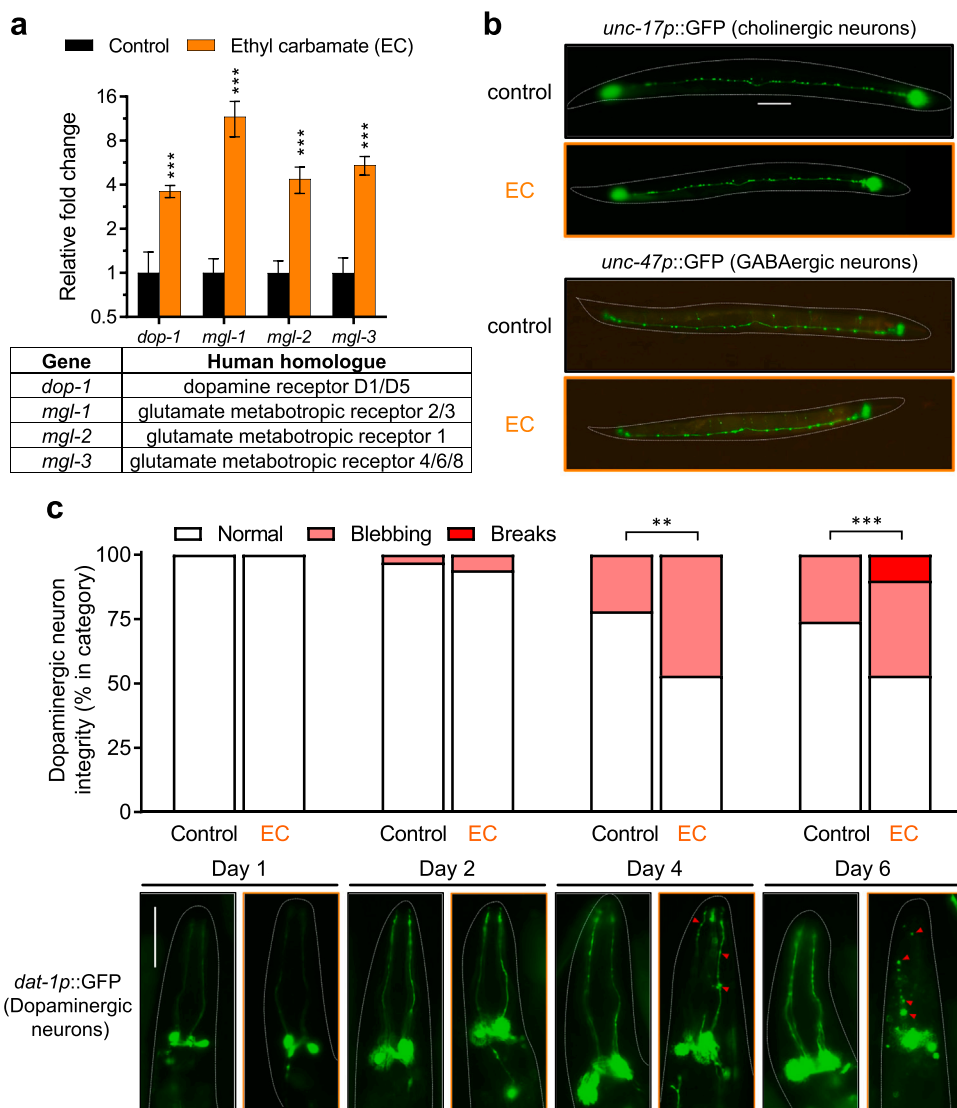 a
Control Ethyl carbamate (EC)
Relative fold change
16
8
4
2
1
0.5
***
***
***
***
dop-1 mgl-1 mgl-2 mgl-3
Gene Human homologue
dop-1 dopamine receptor D1/D5
mgl-1 glutamate metabotropic receptor 2/3
mgl-2 glutamate metabotropic receptor 1
mgl-3 glutamate metabotropic receptor 4/6/8
b
unc-17p::GFP (cholinergic neurons)
control
EC
unc-47p::GFP (GABAergic neurons)
control
EC
c
Normal Blebbing Breaks
Dopaminergic neuron
integrity (% in category)
100
75
50
25
0
**
***
Control EC Control EC Control EC Control EC
Day 1 Day 2 Day 4 Day 6
dat-1p::GFP
(Dopaminergic
neurons)